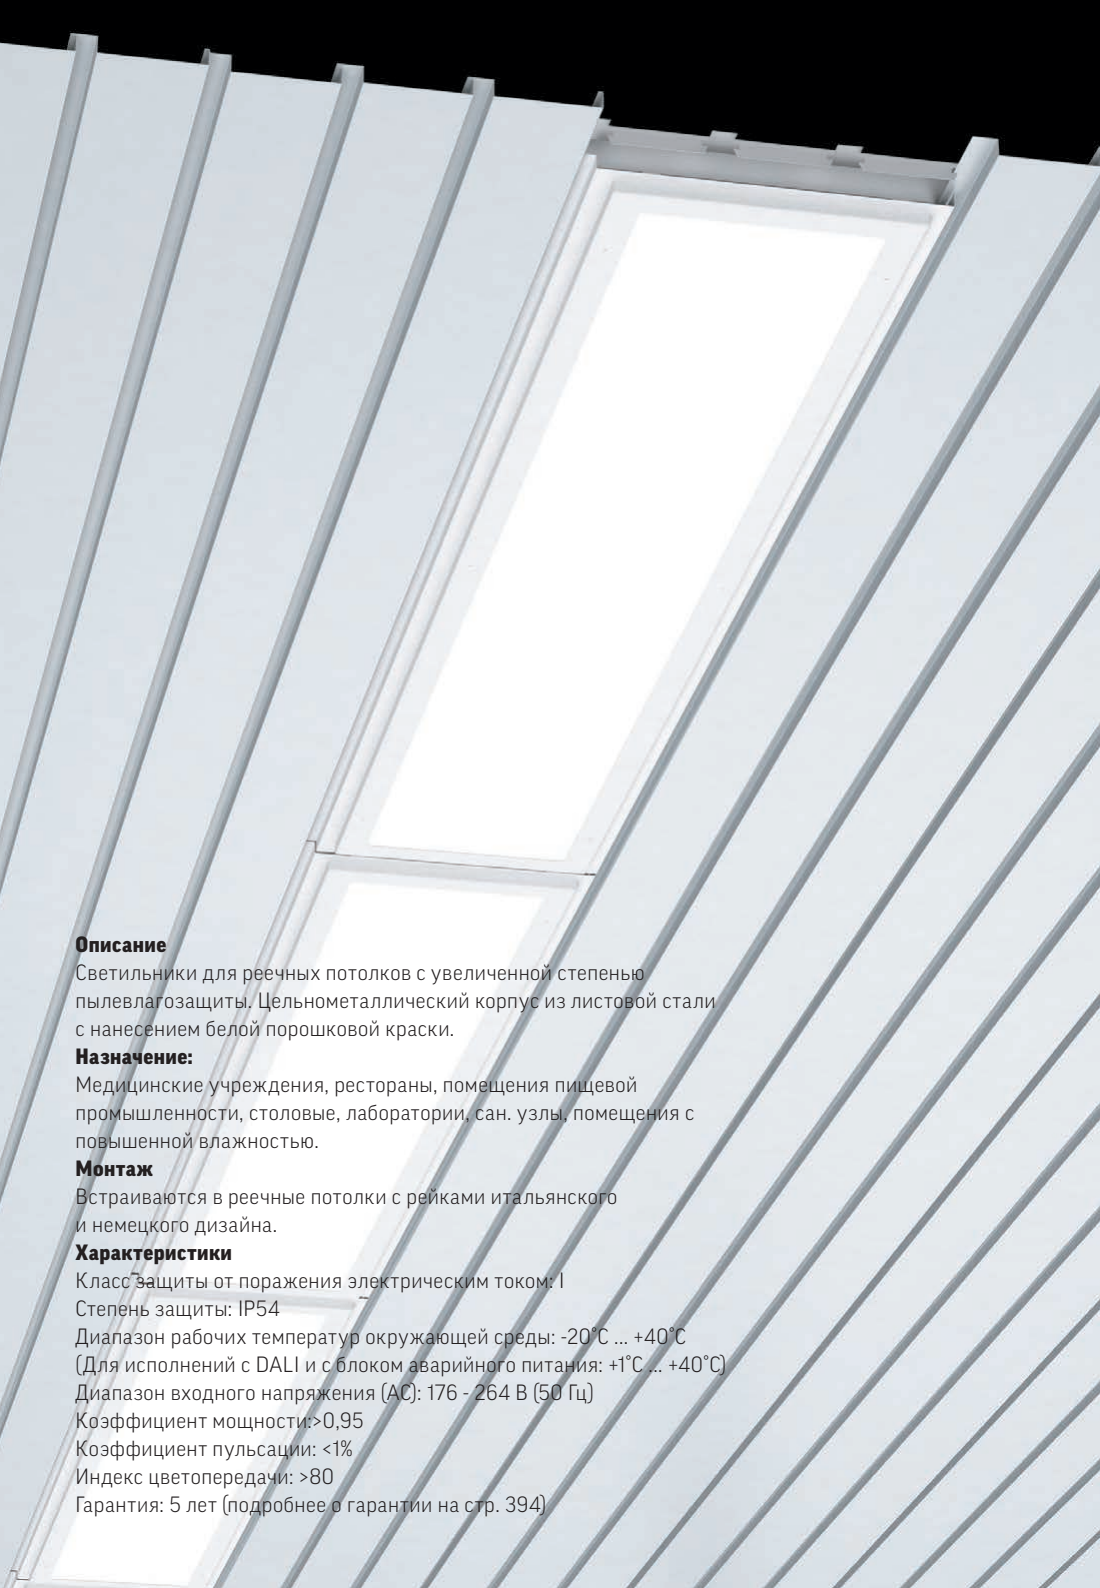 Описание
Светильники для реечных потолков с увеличенной степенью
пылевлагозащиты. Цельнометаллический корпус из листовой стали
с нанесением белой порошковой краски.
Назначение:
Медицинские учреждения, рестораны, помещения пищевой
промышленности, столовые, лаборатории, сан. узлы, помещения с
повышенной влажностью.
Монтаж
Встраиваются в реечные потолки с рейками итальянского
и немецкого дизайна.
Характеристики
Класс защиты от поражения электрическим током: I
Степень защиты: IP54
Диапазон рабочих температур окружающей среды: -20˚С ... +40˚С
(Для исполнений с DALI и с блоком аварийного питания: +1˚С ... +40˚С)
Диапазон входного напряжения (АС): 176 - 264 В (50 Гц)
Коэффициент мощности:>0,95
Коэффициент пульсации: <1%
Индекс цветопередачи: >80
Гарантия: 5 лет (подробнее о гарантии на стр. 394)